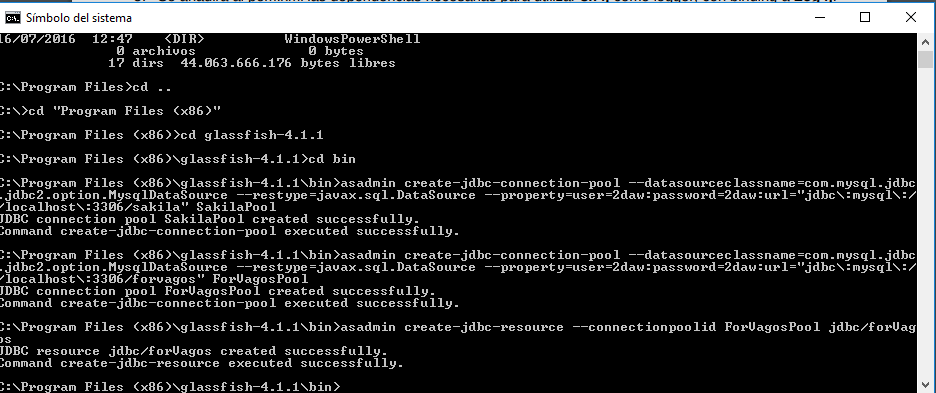 Símbolo del sistema
16/07/2016 12:47 <DIR> WindowsPowerShell
0 archivos 0 bytes
17 dirs 44.063.666.176 bytes libres
C:\Program Files>cd ..
C:\>cd "Program Files (x86)"
C:\Program Files (x86)>cd glassfish-4.1.1
C:\Program Files (x86)\glassfish-4.1.1>cd bin
C:\Program Files (x86)\glassfish-4.1.1\bin>asadmin create-jdbc-connection-pool --datasourceclassname=com.mysql.jdbc
.jdbc2.option.MysqlDataSource --restype=javax.sql.DataSource --property=user=2daw:password=2daw:url="jdbc\:mysql\:/
/localhost\:3306/sakila" SakilaPool
JDBC connection pool SakilaPool created successfully.
Command create-jdbc-connection-pool executed successfully.
C:\Program Files (x86)\glassfish-4.1.1\bin>asadmin create-jdbc-connection-pool --datasourceclassname=com.mysql.jdbc
.jdbc2.option.MysqlDataSource --restype=javax.sql.DataSource --property=user=2daw:password=2daw:url="jdbc\:mysql\:/
/localhost\:3306/forvagos" ForVagosPool
JDBC connection pool ForVagosPool created successfully.
Command create-jdbc-connection-pool executed successfully.
C:\Program Files (x86)\glassfish-4.1.1\bin>asadmin create-jdbc-resource --connectionpoolid ForVagosPool jdbc/forVag
os
JDBC resource jdbc/forVagos created successfully.
Command create-jdbc-resource executed successfully.
C:\Program Files (x86)\glassfish-4.1.1\bin>